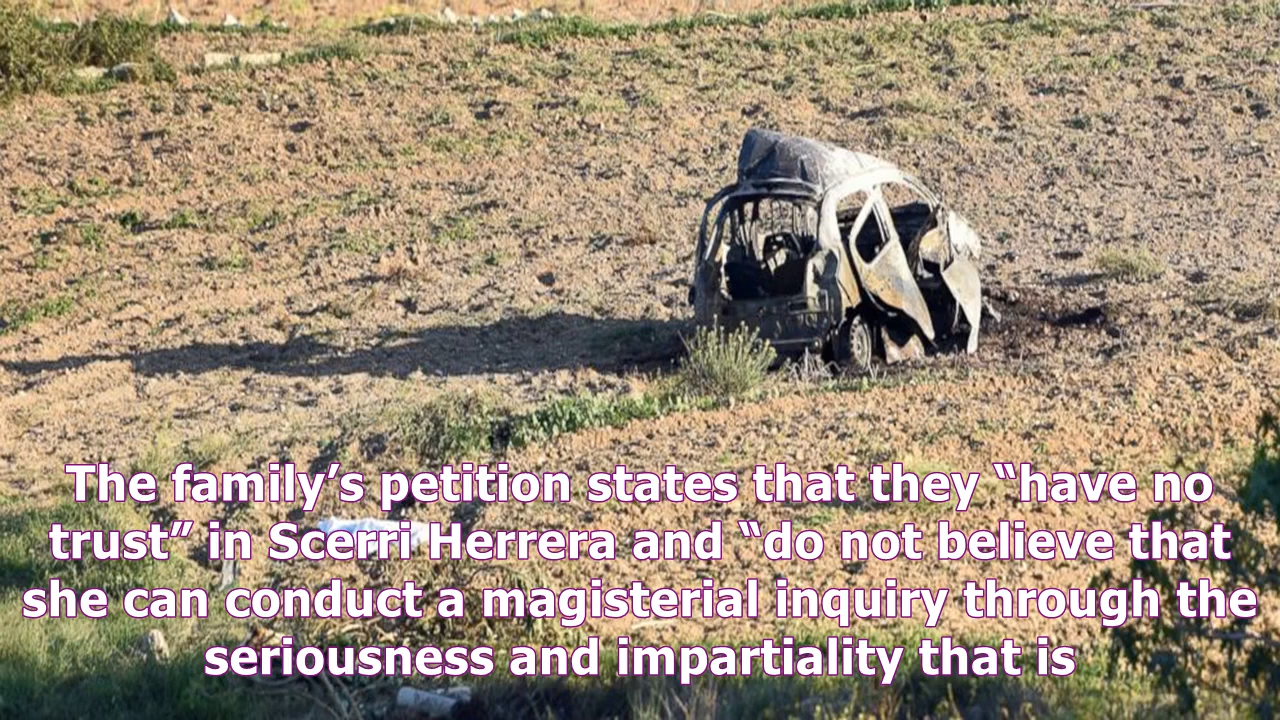 The family’s petition states that they “have no
trust” in Scerri Herrera and “do not believe that
she can conduct a magisterial inquiry through the
seriousness and impartiality that is